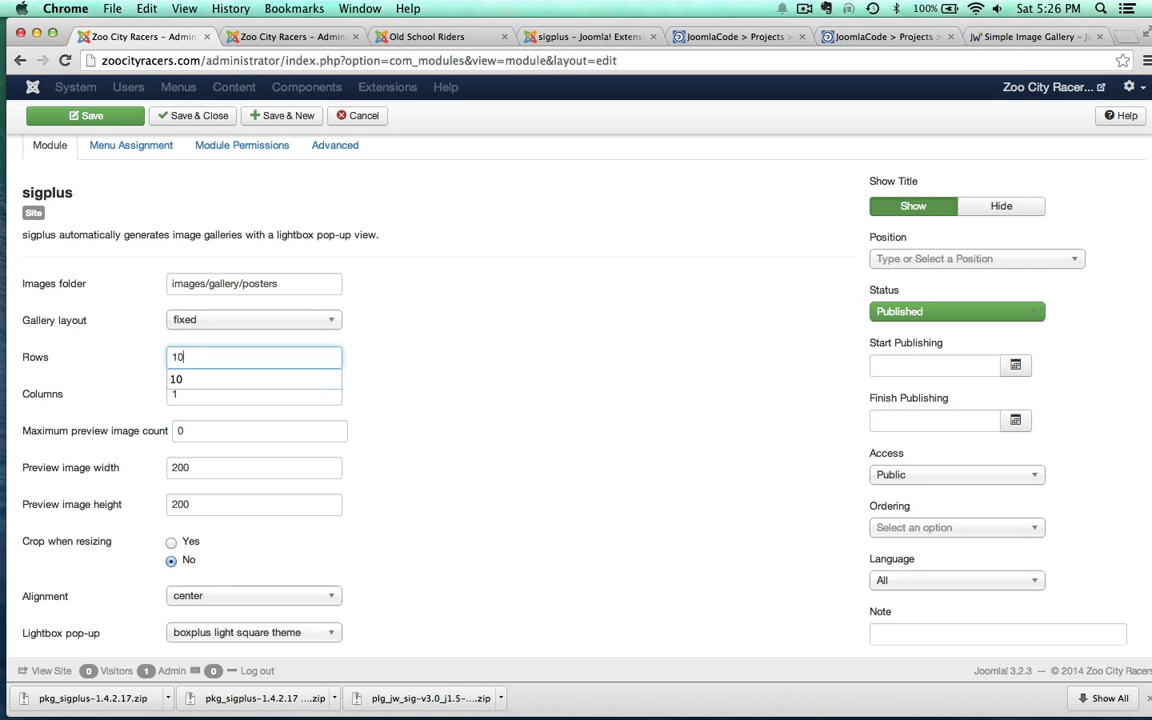 Chrome File Edit View History Bookmarks Window Help 100% Sat 5:26 PM
Zoo City Racers – Admin Zoo City Racers – Admin Old School Riders sigplus – Joomla! Extens JoomlaCode > Projects > JoomlaCode > Projects > Simple Image Gallery – Jo
zoocityracers.com/administrator/index.php?option=com_modules&view=module&layout=edit
System Users Menus Content Components Extensions Help Zoo City Racer...
Save Save & Close Save & New Cancel Help
Module Menu Assignment Module Permissions Advanced
sigplus
Site
sigplus automatically generates image galleries with a lightbox pop-up view.
Images folder images/gallery/posters
Gallery layout fixed
Rows 10
10
Columns 1
Maximum preview image count 0
Preview image width 200
Preview image height 200
Crop when resizing Yes
No
Alignment center
Lightbox pop-up boxplus light square theme
Show Title
Show Hide
Position
Type or Select a Position
Status
Published
Start Publishing
Finish Publishing
Access
Public
Ordering
Select an option
Language
All
Note
View Site 0 Visitors 1 Admin 0 Log out Joomla! 3.2.3 — © 2014 Zoo City Racers
pkg_sigplus-1.4.2.17.zip pkg_sigplus-1.4.2.17 ....zip plg_jw_sig-v3.0_j1.5-....zip Show All